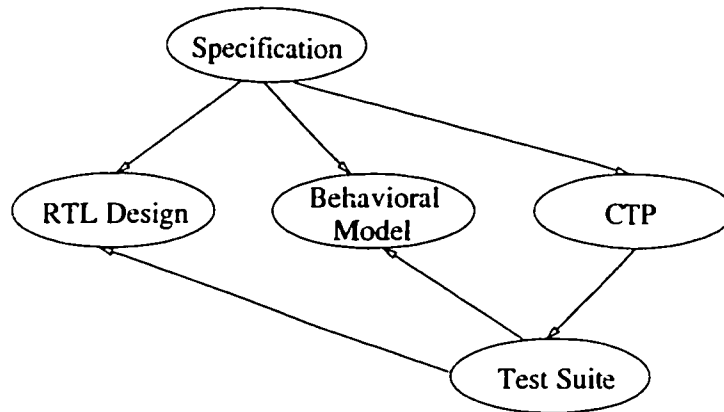 Specification
RTL Design
Behavioral
Model
CTP
Test Suite